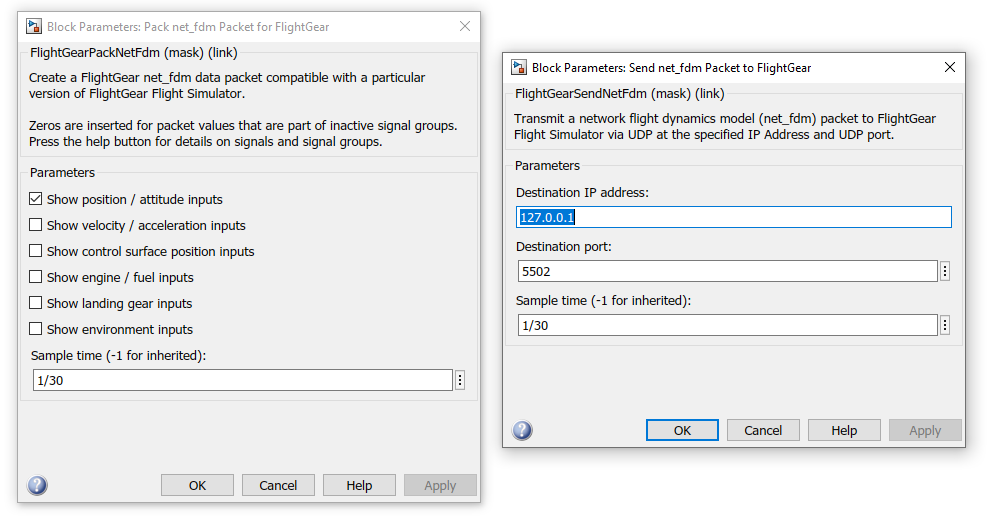 Block Parameters: Pack net_fdm Packet for FlightGear
FlightGearPackNetFdm (mask) (link)
Create a FlightGear net_fdm data packet compatible with a particular
version of FlightGear Flight Simulator.
Zeros are inserted for packet values that are part of inactive signal groups.
Press the help button for details on signals and signal groups.
Parameters
Show position / attitude inputs
Show velocity / acceleration inputs
Show control surface position inputs
Show engine / fuel inputs
Show landing gear inputs
Show environment inputs
Sample time (-1 for inherited):
1/30
OK
Cancel
Help
Apply
Block Parameters: Send net_fdm Packet to FlightGear
FlightGearSendNetFdm (mask) (link)
Transmit a network flight dynamics model (net_fdm) packet to FlightGear
Flight Simulator via UDP at the specified IP Address and UDP port.
Parameters
Destination IP address:
127.0.0.1
Destination port:
5502
Sample time (-1 for inherited):
1/30
OK
Cancel
Help
Apply